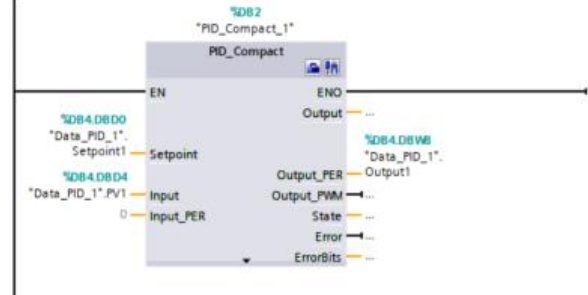 %DB2
"PID_Compact_1"
PID_Compact
EN
ENO
Output
...
%DB4.DBD0
"Data_PID_1".
Setpoint1
Setpoint
%DB4.DBW8
"Data_PID_1".
Output1
Output_PER
%DB4.DBD4
"Data_PID_1".PV1
Input
Output_PWM
...
0
Input_PER
State
...
Error
...
ErrorBits
...